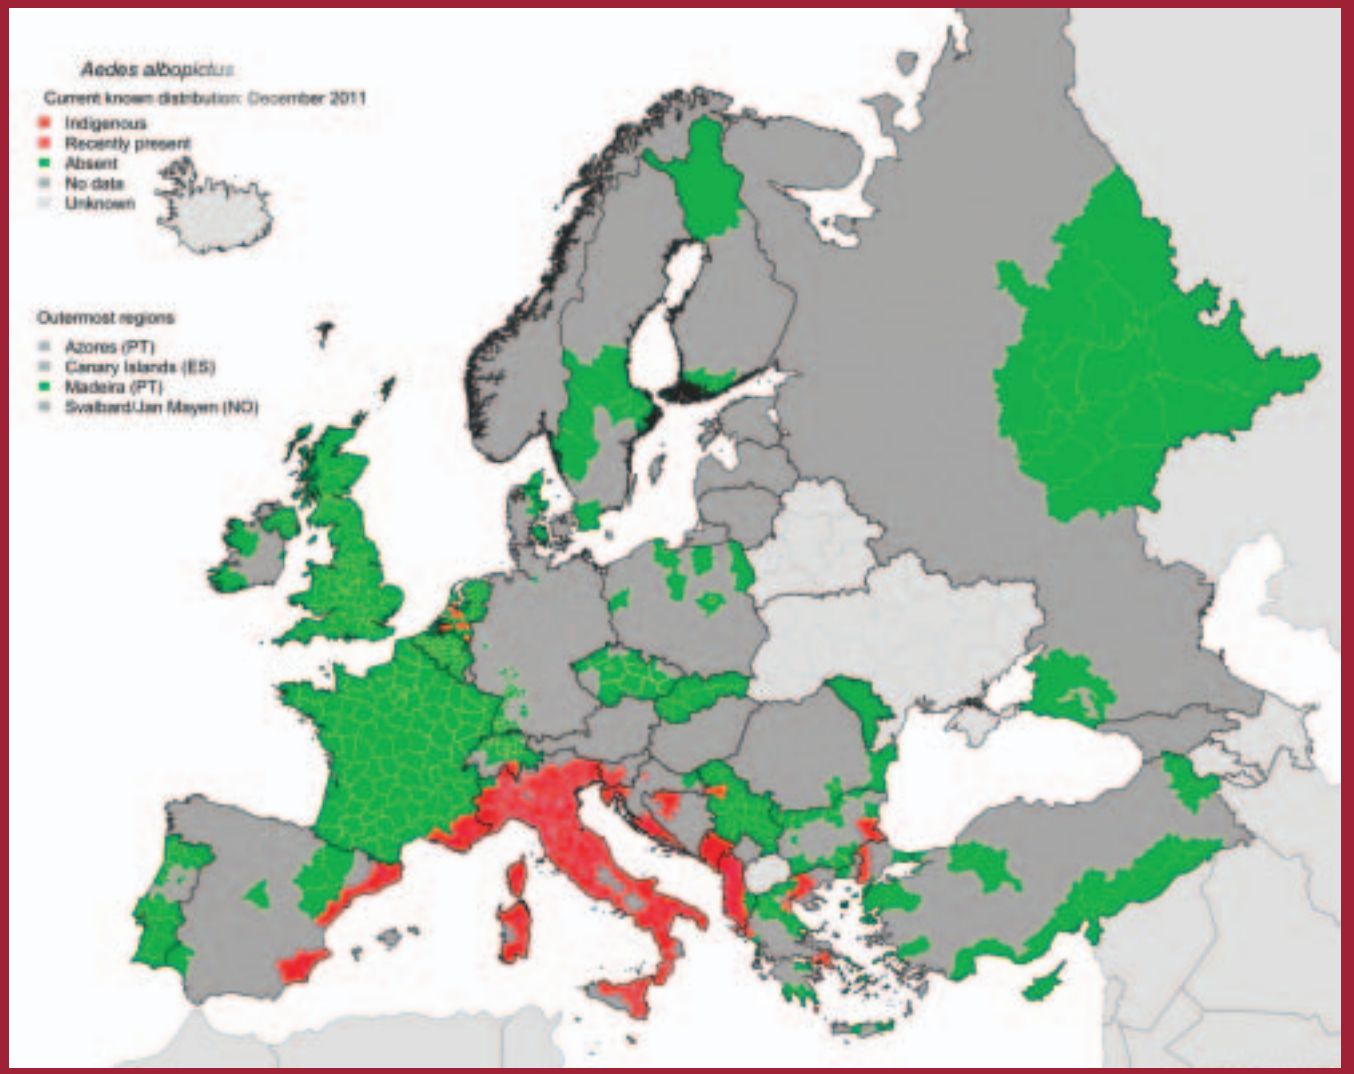 Aedes albopictus
Current known distribution: December 2011
Indigenous
Recently present
Absent
No data
Unknown
Outermost regions
Azores (PT)
Canary Islands (ES)
Madeira (PT)
Svalbard/Jan Mayen (NO)